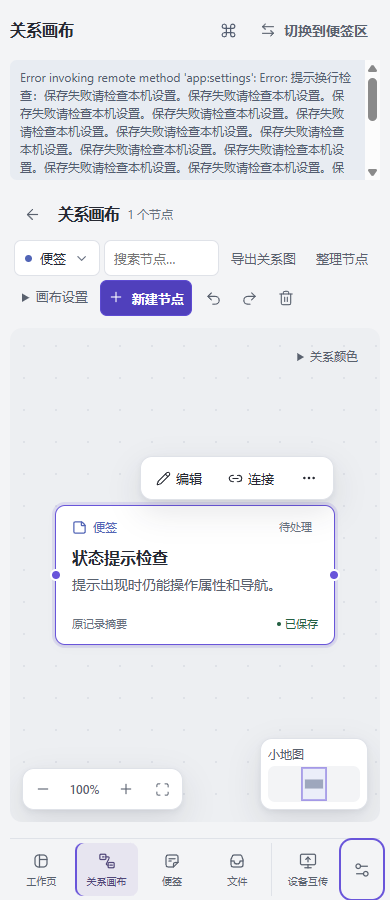 关系画布
切换到便签区
Error invoking remote method 'app:settings': Error: 提示换行检
查：保存失败请检查本机设置。保存失败请检查本机设置。保
存失败请检查本机设置。保存失败请检查本机设置。保存失败
请检查本机设置。保存失败请检查本机设置。保存失败请检查
本机设置。保存失败请检查本机设置。保存失败请检查本机设
置。保存失败请检查本机设置。保存失败请检查本机设置。保
关系画布 1 个节点
便签
搜索节点...
导出关系图
整理节点
画布设置
新建节点
关系颜色
编辑
连接
便签
待处理
状态提示检查
提示出现时仍能操作属性和导航。
原记录摘要
已保存
小地图
100%
工作页
关系画布
便签
文件
设备互传